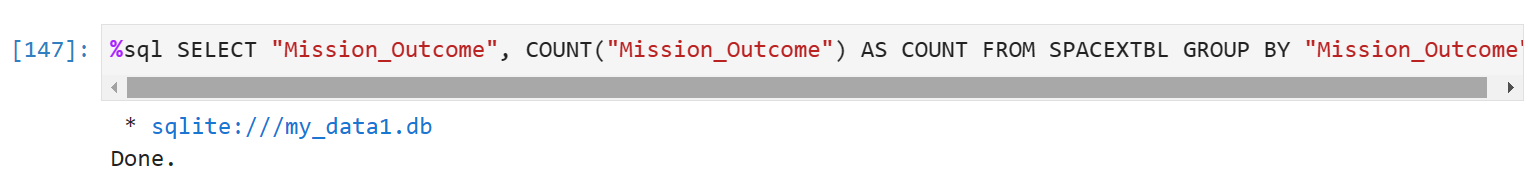 [147]: %sql SELECT "Mission_Outcome", COUNT("Mission_Outcome") AS COUNT FROM SPACEXTBL GROUP BY "Mission_Outcome"
* sqlite:///my_data1.db
Done.